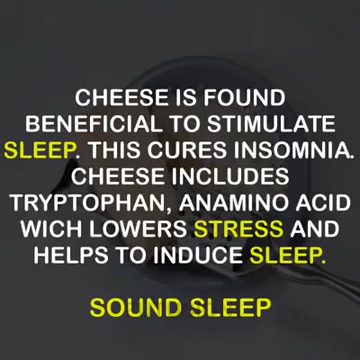 CHEESE IS FOUND
BENEFICIAL TO STIMULATE
SLEEP. THIS CURES INSOMNIA.
CHEESE INCLUDES
TRYPTOPHAN, ANAMINO ACID
WICH LOWERS STRESS AND
HELPS TO INDUCE SLEEP.
SOUND SLEEP